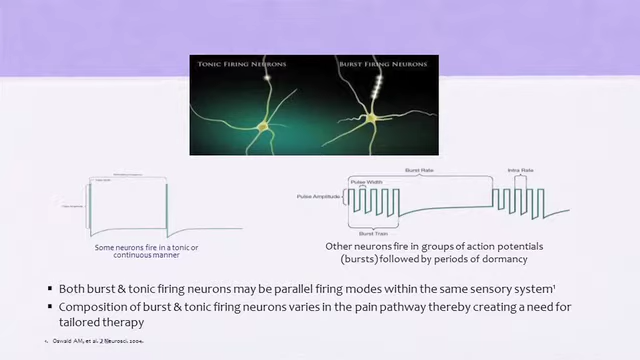 TONIC FIRING NEURONS
BURST FIRING NEURONS
Burst Rate
Intra Rate
Pulse Width
Pulse Amplitude
Burst Train
Some neurons fire in a tonic or
continuous manner
Other neurons fire in groups of action potentials
(bursts) followed by periods of dormancy
▪ Both burst & tonic firing neurons may be parallel firing modes within the same sensory system¹
▪ Composition of burst & tonic firing neurons varies in the pain pathway thereby creating a need for
tailored therapy
1. Oswald AM, et al. J Neurosci. 2004.